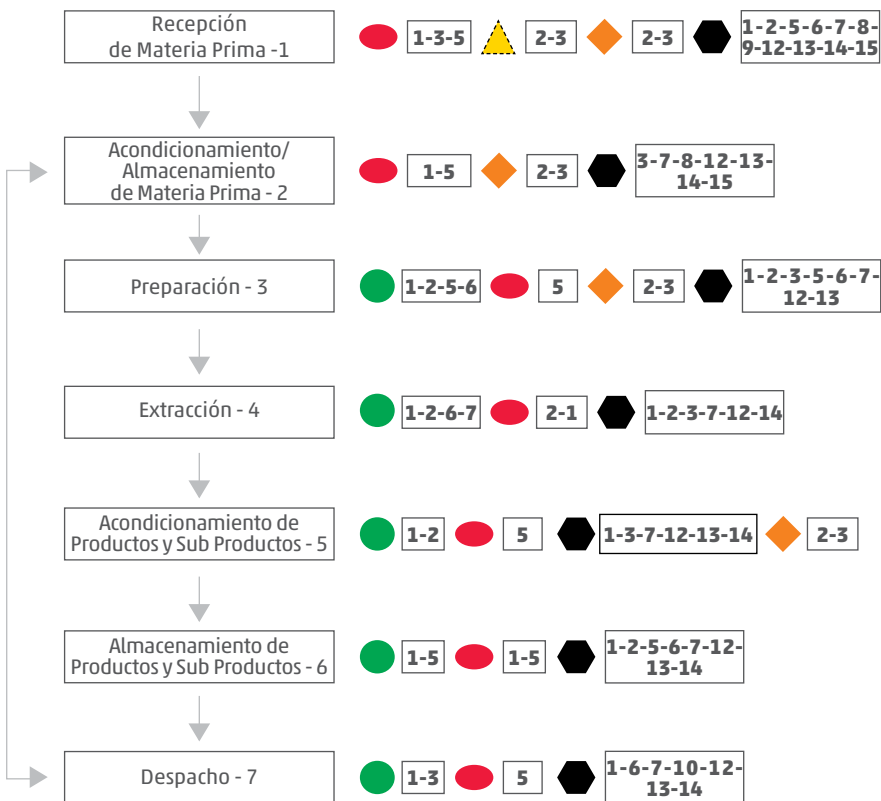 Recepción
de Materia Prima -1
1-3-5
2-3
2-3
1-2-5-6-7-8-
9-12-13-14-15
Acondicionamiento/
Almacenamiento
de Materia Prima - 2
1-5
2-3
3-7-8-12-13-
14-15
Preparación - 3
1-2-5-6
5
2-3
1-2-3-5-6-7-
12-13
Extracción - 4
1-2-6-7
2-1
1-2-3-7-12-14
Acondicionamiento de
Productos y Sub Productos - 5
1-2
5
1-3-7-12-13-14
2-3
Almacenamiento de
Productos y Sub Productos - 6
1-5
1-5
1-2-5-6-7-12-
13-14
Despacho - 7
1-3
5
1-6-7-10-12-
13-14